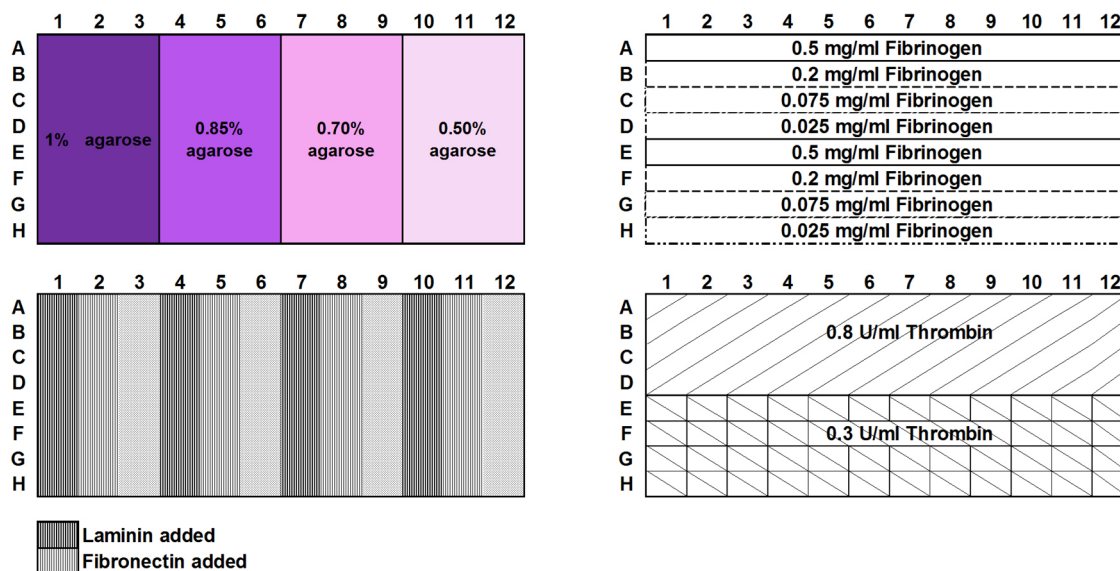 1 2 3 4 5 6 7 8 9 10 11 12
A
B
C
D
E
F
G
H
1% agarose
0.85%
agarose
0.70%
agarose
0.50%
agarose
1 2 3 4 5 6 7 8 9 10 11 12
A 0.5 mg/ml Fibrinogen
B 0.2 mg/ml Fibrinogen
C 0.075 mg/ml Fibrinogen
D 0.025 mg/ml Fibrinogen
E 0.5 mg/ml Fibrinogen
F 0.2 mg/ml Fibrinogen
G 0.075 mg/ml Fibrinogen
H 0.025 mg/ml Fibrinogen
1 2 3 4 5 6 7 8 9 10 11 12
A
B
C
D
E
F
G
H
Laminin added
Fibronectin added
1 2 3 4 5 6 7 8 9 10 11 12
A
B 0.8 U/ml Thrombin
C
D
E
F 0.3 U/ml Thrombin
G
H